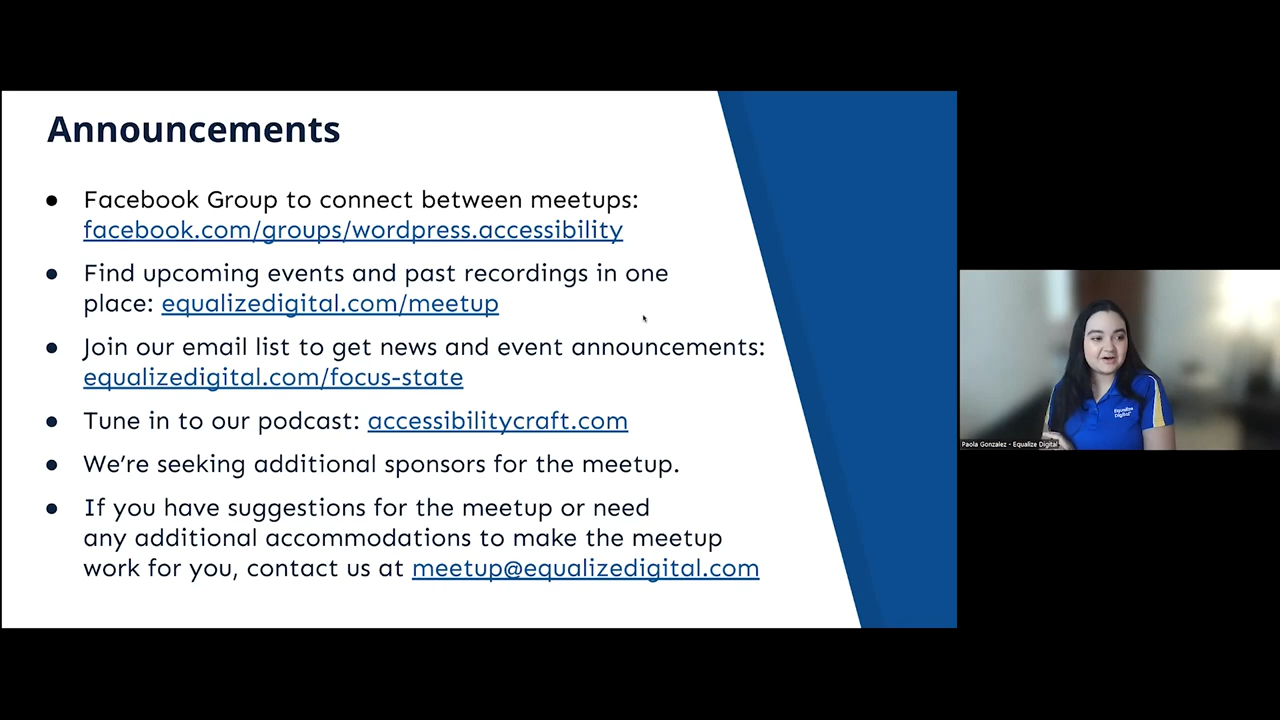 Announcements
● Facebook Group to connect between meetups:
facebook.com/groups/wordpress.accessibility
● Find upcoming events and past recordings in one
place: equalizedigital.com/meetup
● Join our email list to get news and event announcements:
equalizedigital.com/focus-state
● Tune in to our podcast: accessibilitycraft.com
● We’re seeking additional sponsors for the meetup.
● If you have suggestions for the meetup or need
any additional accommodations to make the meetup
work for you, contact us at meetup@equalizedigital.com
Equalize
Digital
Paola Gonzalez - Equalize Digital